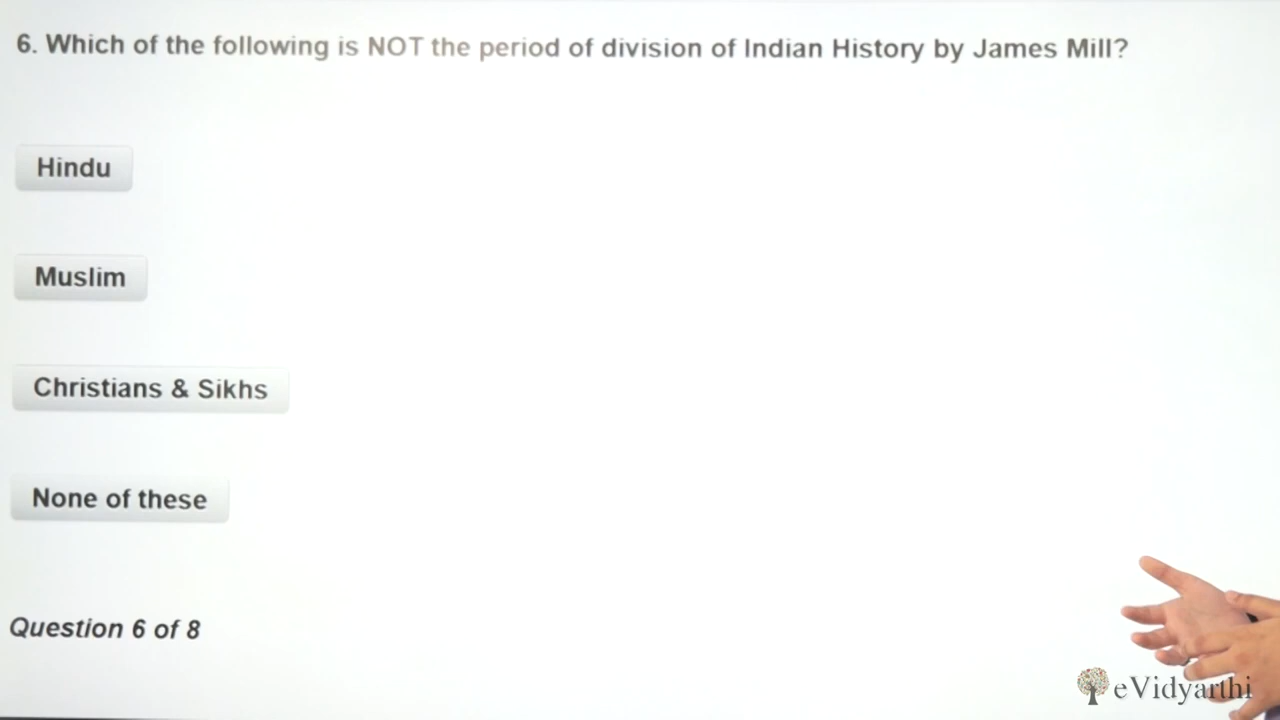 6. Which of the following is NOT the period of division of Indian History by James Mill?
Hindu
Muslim
Christians & Sikhs
None of these
Question 6 of 8
eVidyarthi